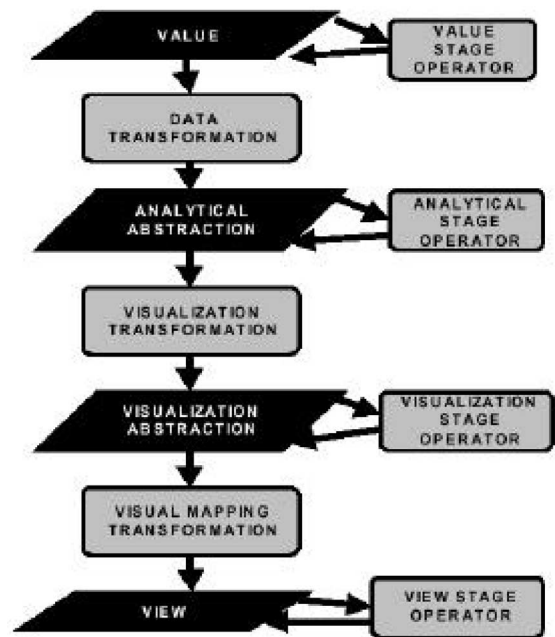 VALUE
VALUE
STAGE
OPERATOR
DATA
TRANSFORMATION
ANALYTICAL
ABSTRACTION
ANALYTICAL
STAGE
OPERATOR
VISUALIZATION
TRANSFORMATION
VISUALIZATION
ABSTRACTION
VISUALIZATION
STAGE
OPERATOR
VISUAL MAPPING
TRANSFORMATION
VIEW
VIEW STAGE
OPERATOR